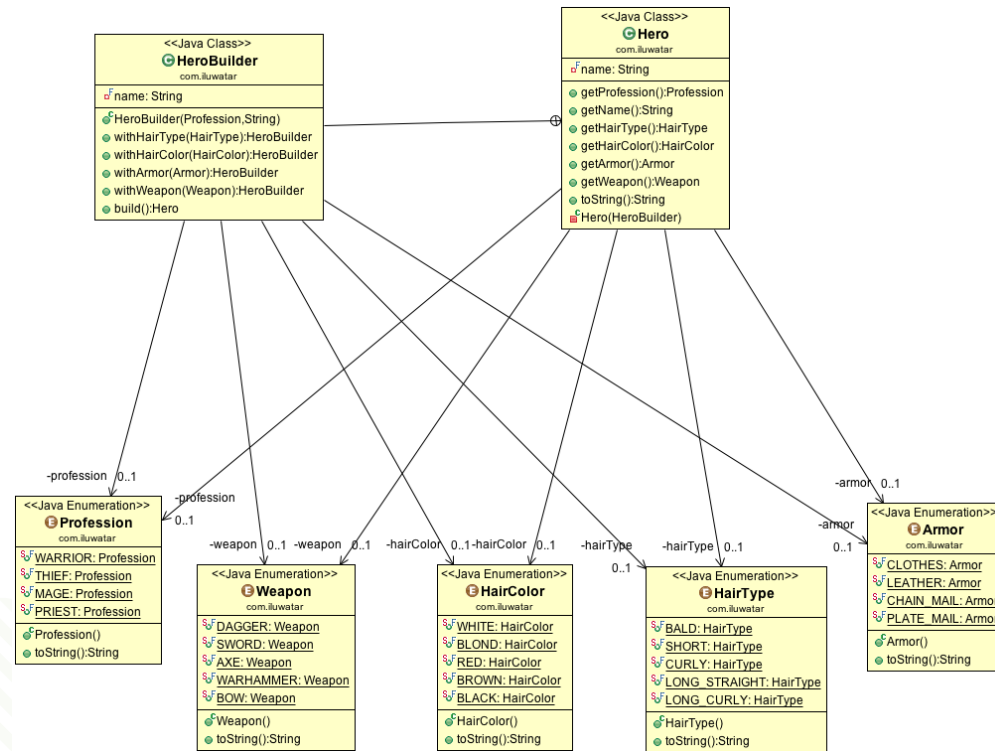 <<Java Class>>
HeroBuilder
com.iluwatar
name: String
HeroBuilder(Profession,String)
withHairType(HairType):HeroBuilder
withHairColor(HairColor):HeroBuilder
withArmor(Armor):HeroBuilder
withWeapon(Weapon):HeroBuilder
build():Hero
<<Java Class>>
Hero
com.iluwatar
name: String
getProfession():Profession
getName():String
getHairType():HairType
getHairColor():HairColor
getArmor():Armor
getWeapon():Weapon
toString():String
Hero(HeroBuilder)
-profession 0..1
-profession
0..1
-weapon 0..1
-weapon 0..1
-hairColor 0..1
-hairColor 0..1
-hairType
0..1
-hairType 0..1
-armor 0..1
-armor
0..1
<<Java Enumeration>>
Profession
com.iluwatar
WARRIOR: Profession
THIEF: Profession
MAGE: Profession
PRIEST: Profession
Profession()
toString():String
<<Java Enumeration>>
Weapon
com.iluwatar
DAGGER: Weapon
SWORD: Weapon
AXE: Weapon
WARHAMMER: Weapon
BOW: Weapon
Weapon()
toString():String
<<Java Enumeration>>
HairColor
com.iluwatar
WHITE: HairColor
BLOND: HairColor
RED: HairColor
BROWN: HairColor
BLACK: HairColor
HairColor()
toString():String
<<Java Enumeration>>
HairType
com.iluwatar
BALD: HairType
SHORT: HairType
CURLY: HairType
LONG_STRAIGHT: HairType
LONG_CURLY: HairType
HairType()
toString():String
<<Java Enumeration>>
Armor
com.iluwatar
CLOTHES: Armor
LEATHER: Armor
CHAIN_MAIL: Armor
PLATE_MAIL: Armor
Armor()
toString():String